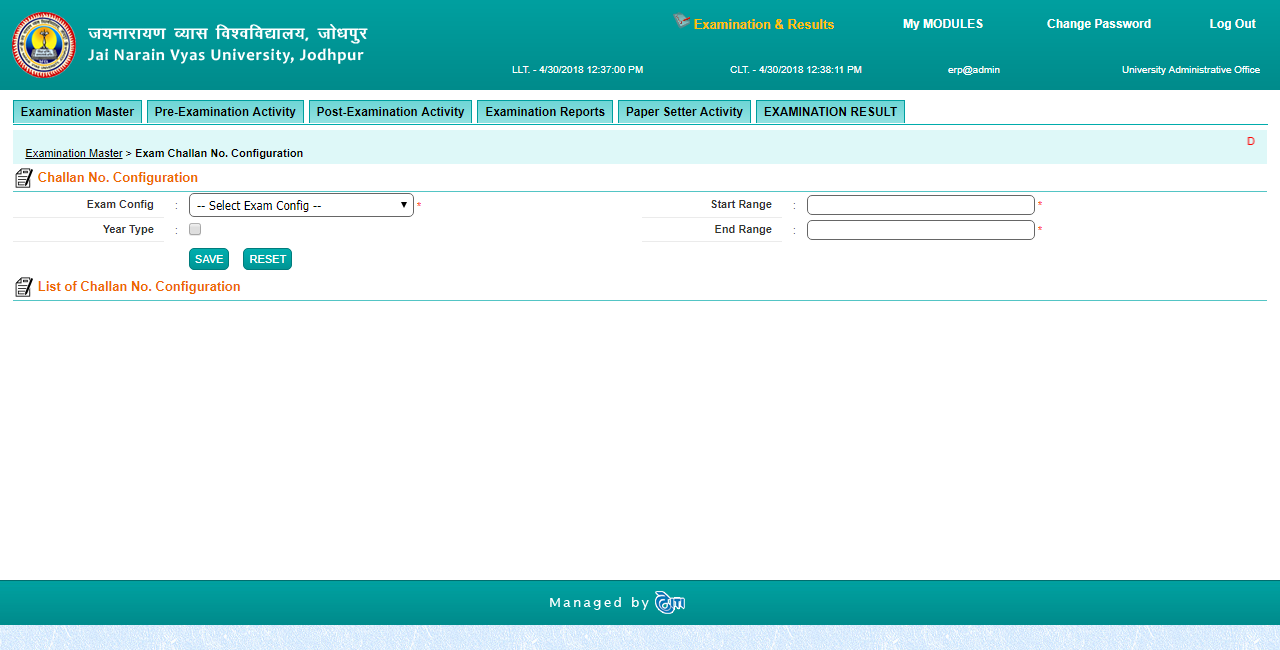 जयनारायण व्यास विश्वविद्यालय, जोधपुर
Jai Narain Vyas University, Jodhpur
Examination & Results My MODULES Change Password Log Out
LLT. - 4/30/2018 12:37:00 PM CLT. - 4/30/2018 12:38:11 PM erp@admin University Administrative Office
Examination Master Pre-Examination Activity Post-Examination Activity Examination Reports Paper Setter Activity EXAMINATION RESULT
D
Examination Master > Exam Challan No. Configuration
Challan No. Configuration
Exam Config : -- Select Exam Config -- * Start Range : *
Year Type : End Range : *
SAVE RESET
List of Challan No. Configuration
Managed by